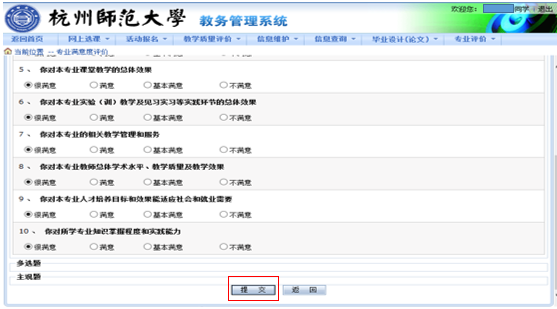 杭州师范大学 教务管理系统 欢迎您: 同学! 退出
返回首页 网上选课 活动报名 教学质量评价 信息维护 信息查询 毕业设计(论文) 专业评价
当前位置 -- 专业满意度评价
5、 你对本专业课堂教学的总体效果
很满意 满意 基本满意 不满意
6、 你对本专业实验（训）教学及见习实习等实践环节的总体效果
很满意 满意 基本满意 不满意
7、 你对本专业的相关教学管理和服务
很满意 满意 基本满意 不满意
8、 你对本专业教师总体学术水平、教学质量及教学效果
很满意 满意 基本满意 不满意
9、 你对本专业人才培养目标和效果能适应社会和就业需要
很满意 满意 基本满意 不满意
10、 你对所学专业知识掌握程度和实践能力
很满意 满意 基本满意 不满意
多选题
主观题
提 交 返 回